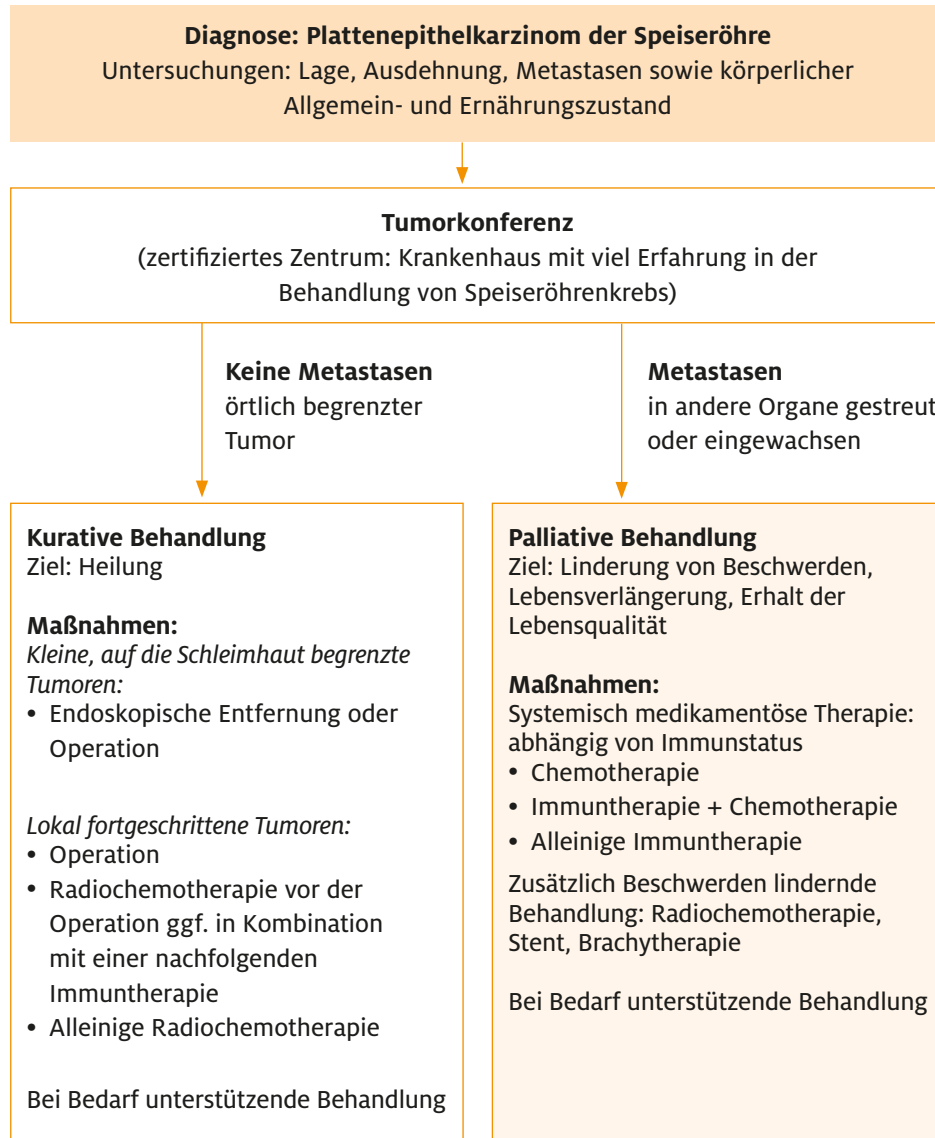 Diagnose: Plattenepithelkarzinom der Speiseröhre
Untersuchungen: Lage, Ausdehnung, Metastasen sowie körperlicher
Allgemein- und Ernährungszustand
Tumorkonferenz
(zertifiziertes Zentrum: Krankenhaus mit viel Erfahrung in der
Behandlung von Speiseröhrenkrebs)
Keine Metastasen
örtlich begrenzter
Tumor
Metastasen
in andere Organe gestreut
oder eingewachsen
Kurative Behandlung
Ziel: Heilung
Maßnahmen:
Kleine, auf die Schleimhaut begrenzte
Tumoren:
• Endoskopische Entfernung oder
Operation
Lokal fortgeschrittene Tumoren:
• Operation
• Radiochemotherapie vor der
Operation ggf. in Kombination
mit einer nachfolgenden
Immuntherapie
• Alleinige Radiochemotherapie
Bei Bedarf unterstützende Behandlung
Palliative Behandlung
Ziel: Linderung von Beschwerden,
Lebensverlängerung, Erhalt der
Lebensqualität
Maßnahmen:
Systemisch medikamentöse Therapie:
abhängig von Immunstatus
• Chemotherapie
• Immuntherapie + Chemotherapie
• Alleinige Immuntherapie
Zusätzlich Beschwerden lindernde
Behandlung: Radiochemotherapie,
Stent, Brachytherapie
Bei Bedarf unterstützende Behandlung